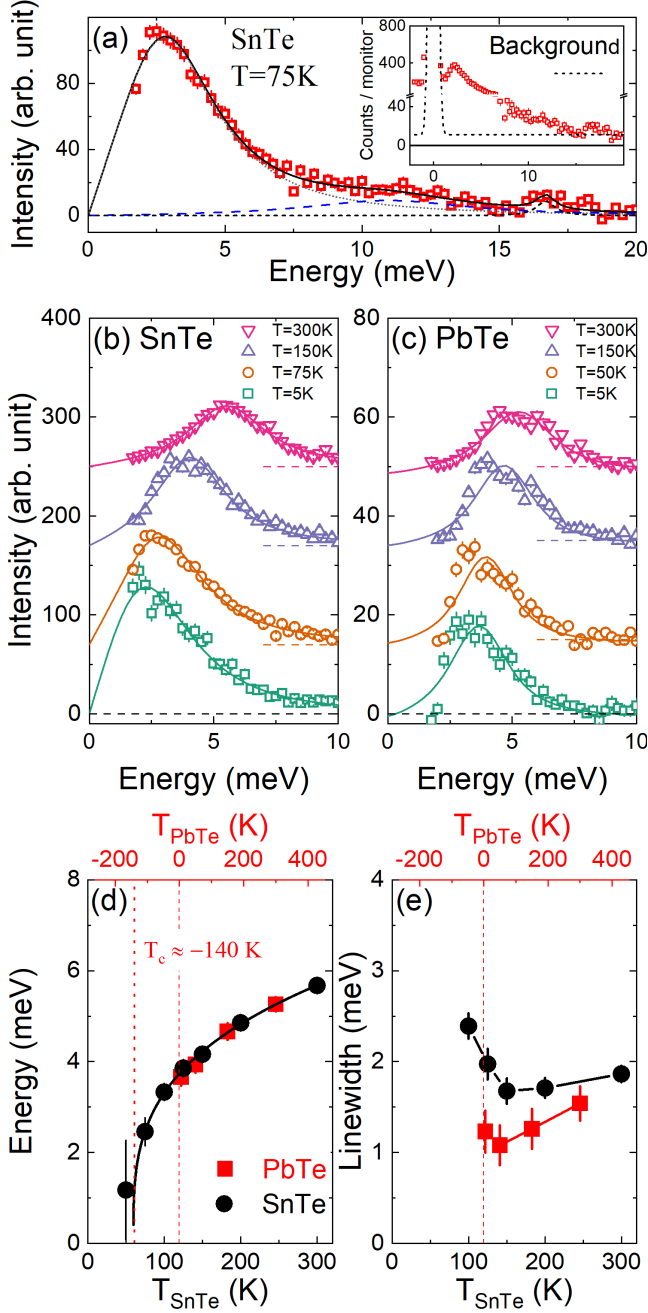 (a) SnTe
T=75K
Intensity (arb. unit)
0
40
80
0 5 10 15 20
Energy (meV)
Background
Counts / monitor
800
400
40
0
0 5 10 15
(b) SnTe
T=300K
T=150K
T=75K
T=5K
Intensity (arb. unit)
400
300
200
100
0
0 5 10
Energy (meV)
(c) PbTe
T=300K
T=150K
T=50K
T=5K
80
60
40
20
0
0 5 10
Energy (meV)
T_PbTe (K)
-200 0 200 400
(d)
T_c ≈ −140 K
Energy (meV)
8
6
4
2
0
PbTe
SnTe
0 50 100 150 200 250 300
T_SnTe (K)
T_PbTe (K)
-200 0 200 400
(e)
Linewidth (meV)
4
3
2
1
0
0 100 200 300
T_SnTe (K)